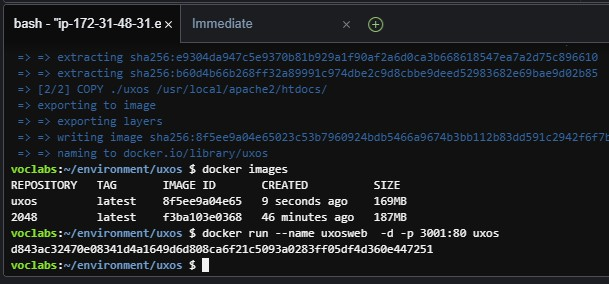 bash - "ip-172-31-48-31.e
Immediate
=> => extracting sha256:e9304da947c5e9370b81b929a1f90af2a6d0ca3b668618547ea7a2d75c896610
=> => extracting sha256:b60d4b66b268ff32a89991c974dbe2c9d8cbbe9deed52983682e69bae9d02b85
=> [2/2] COPY ./uxos /usr/local/apache2/htdocs/
=> exporting to image
=> => exporting layers
=> => writing image sha256:8f5ee9a04e65023c53b7960924bdb5466a9674b3bb112b83dd591c2942f6f7b
=> => naming to docker.io/library/uxos
voclabs:~/environment/uxos $ docker images
REPOSITORY TAG IMAGE ID CREATED SIZE
uxos latest 8f5ee9a04e65 9 seconds ago 169MB
2048 latest f3ba103e0368 46 minutes ago 187MB
voclabs:~/environment/uxos $ docker run --name uxosweb -d -p 3001:80 uxos
d843ac32470e08341d4a1649d6d808ca6f21c5093a0283ff05df4d360e447251
voclabs:~/environment/uxos $